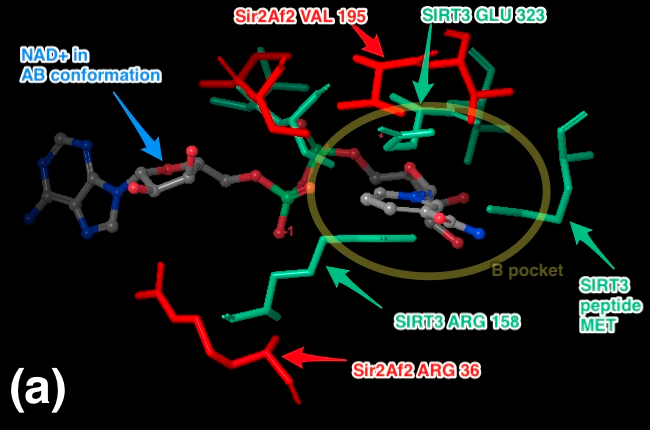 Sir2Af2 VAL 195
SIRT3 GLU 323
NAD+ in
AB conformation
-1
B pocket
SIRT3
peptide
MET
SIRT3 ARG 158
Sir2Af2 ARG 36
(a)